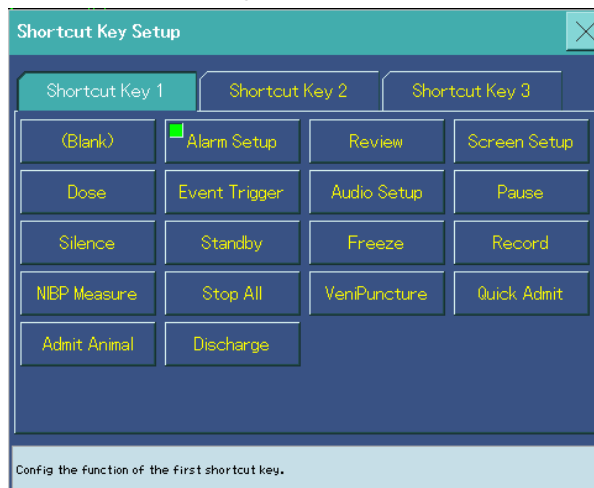 Shortcut Key Setup
Shortcut Key 1 Shortcut Key 2 Shortcut Key 3
(Blank) Alarm Setup Review Screen Setup
Dose Event Trigger Audio Setup Pause
Silence Standby Freeze Record
NIBP Measure Stop All VeniPuncture Quick Admit
Admit Animal Discharge
Config the function of the first shortcut key.